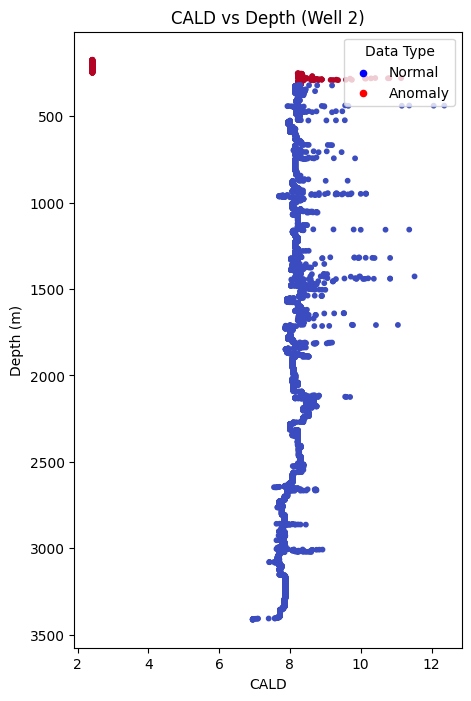 CALD vs Depth (Well 2)
Data Type
Normal
Anomaly
500
1000
1500
2000
2500
3000
3500
Depth (m)
2 4 6 8 10 12
CALD